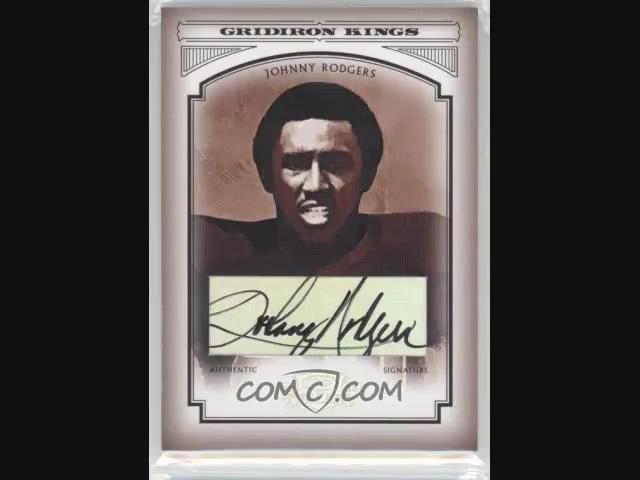 GRIDIRON KINGS
JOHNNY RODGERS
Johnny Rodgers
AUTHENTIC
SIGNATURE
COMC.COM